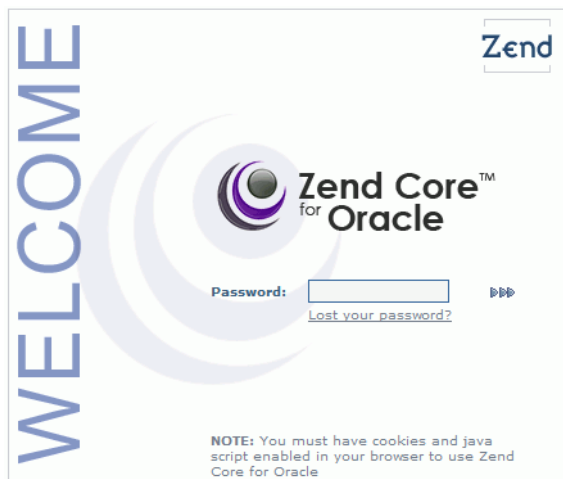 WELCOME
Zend
Zend Core™
for Oracle
Password:
Lost your password?
NOTE: You must have cookies and java
script enabled in your browser to use Zend
Core for Oracle